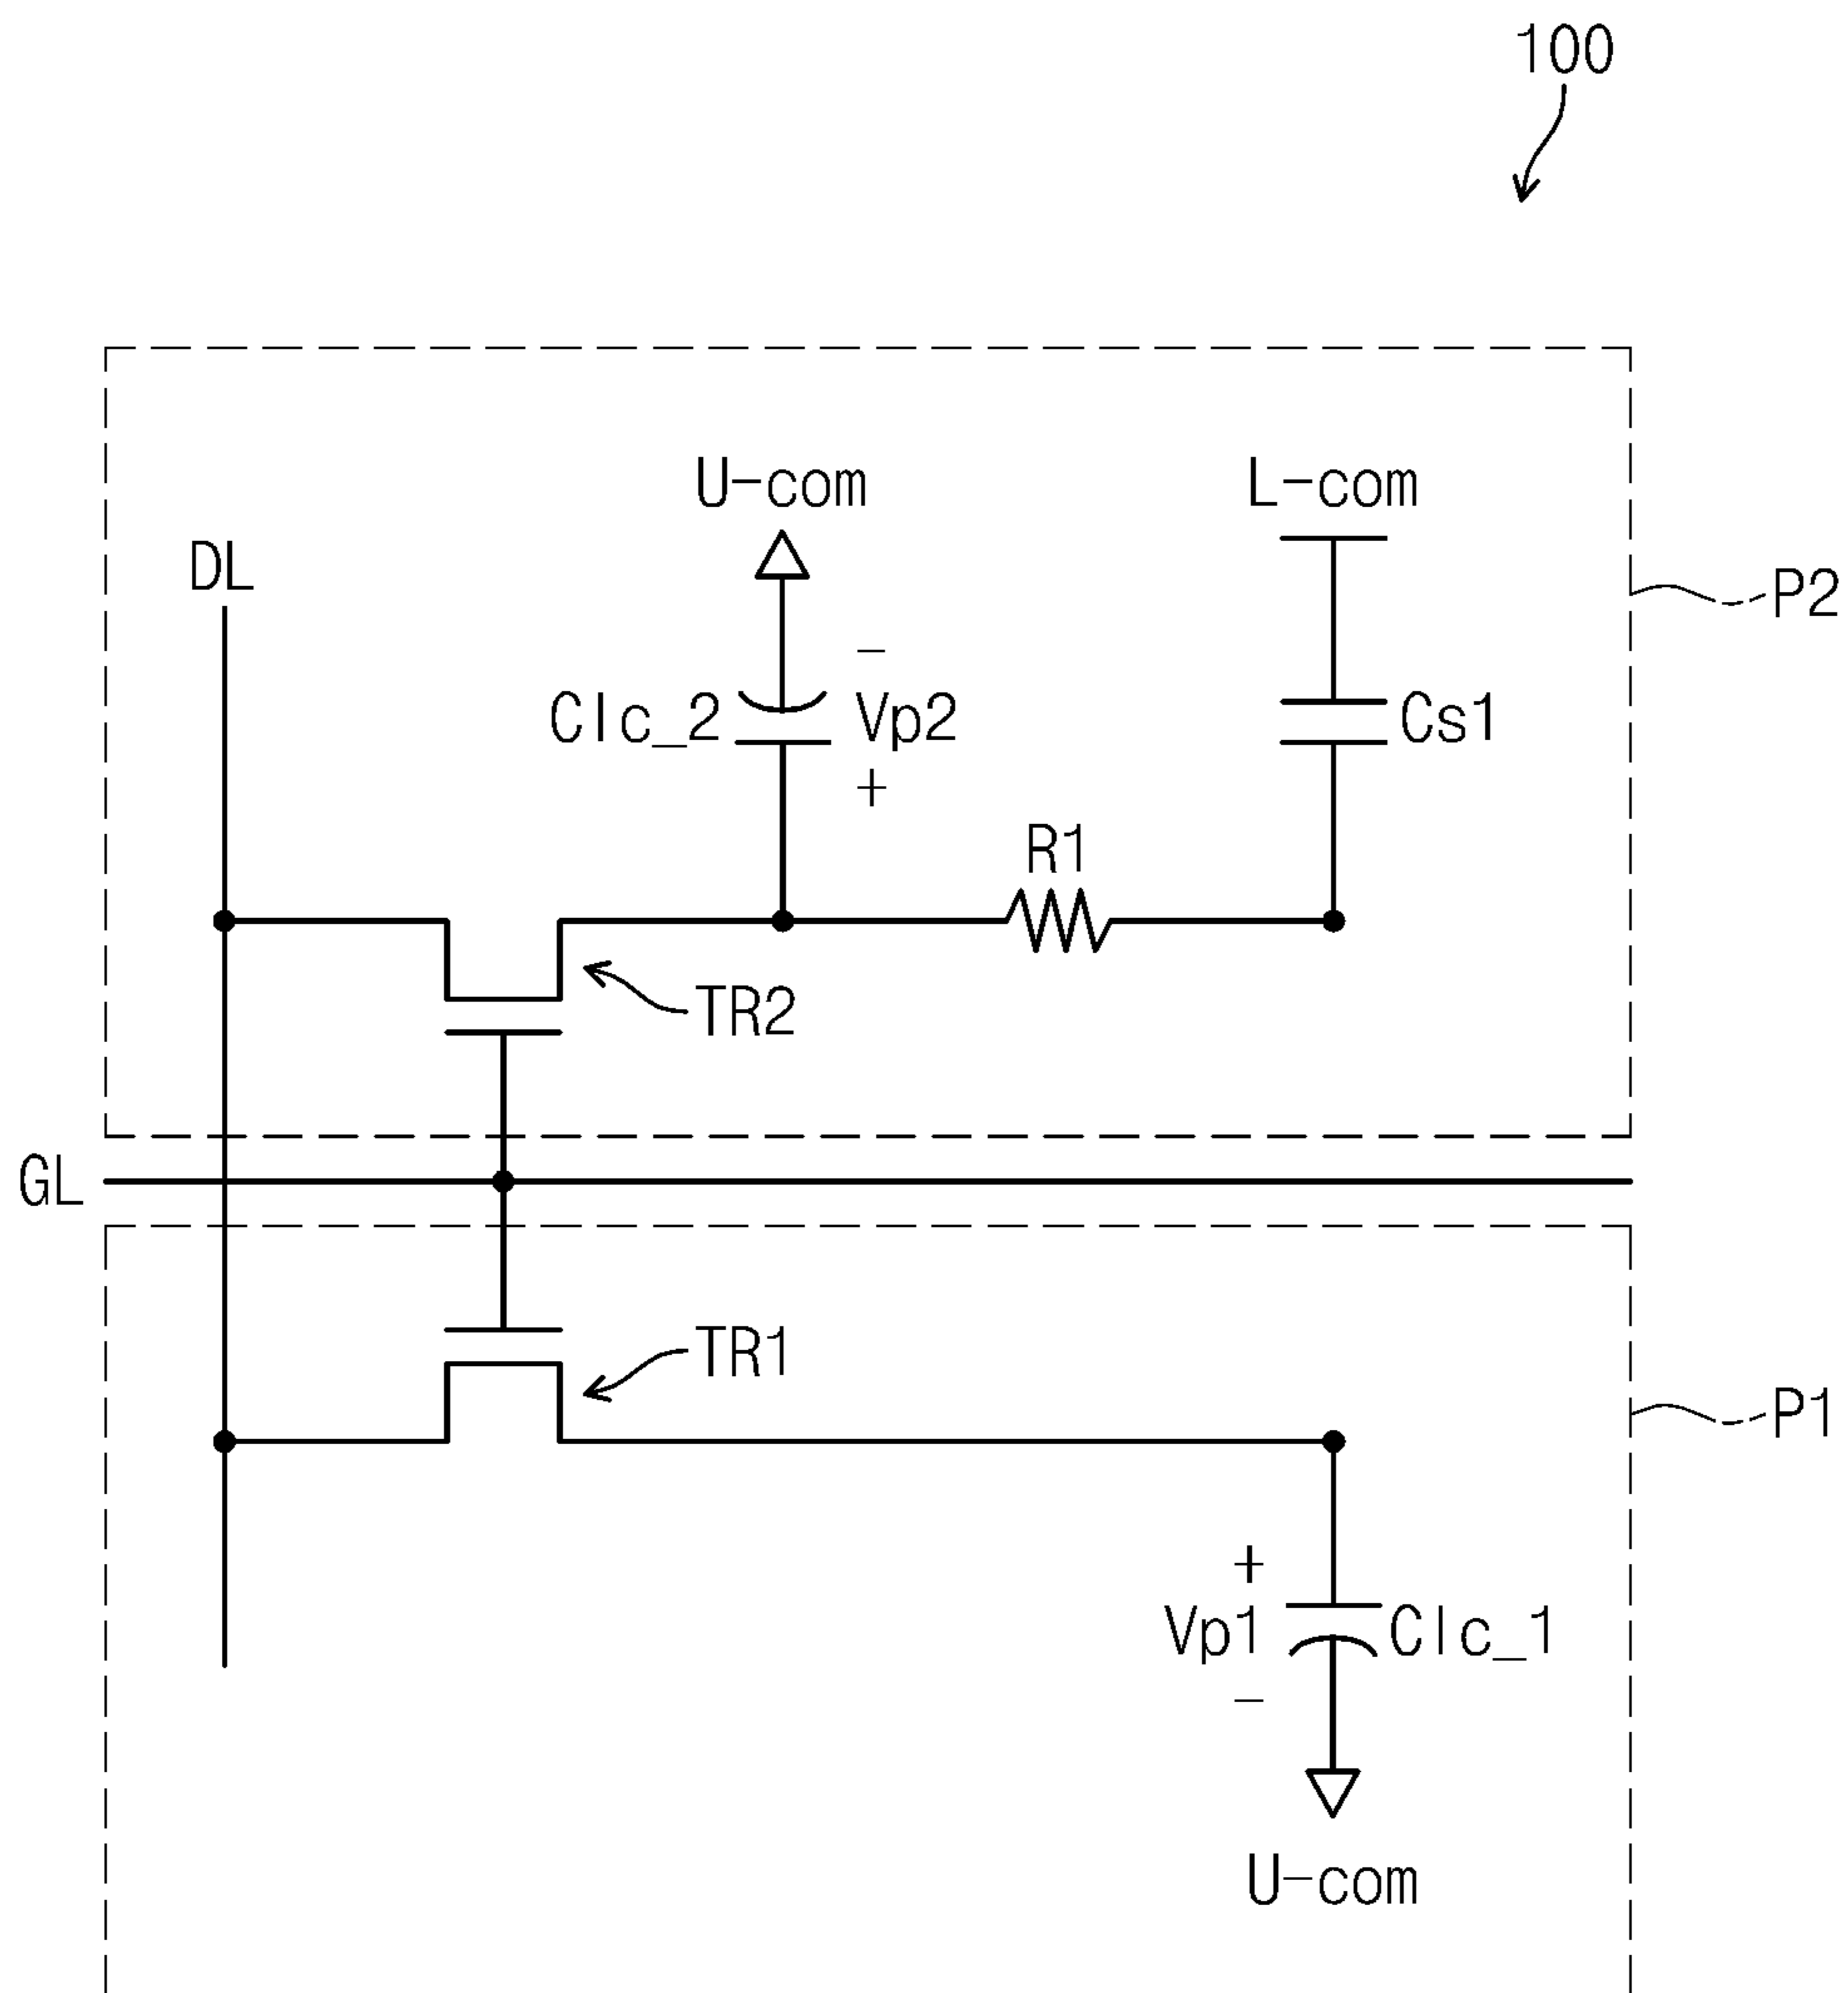 100
U-com
L-com
DL
P2
Clc_2
-
Vp2
+
Cs1
R1
TR2
GL
TR1
P1
+
Vp1
-
Clc_1
U-com